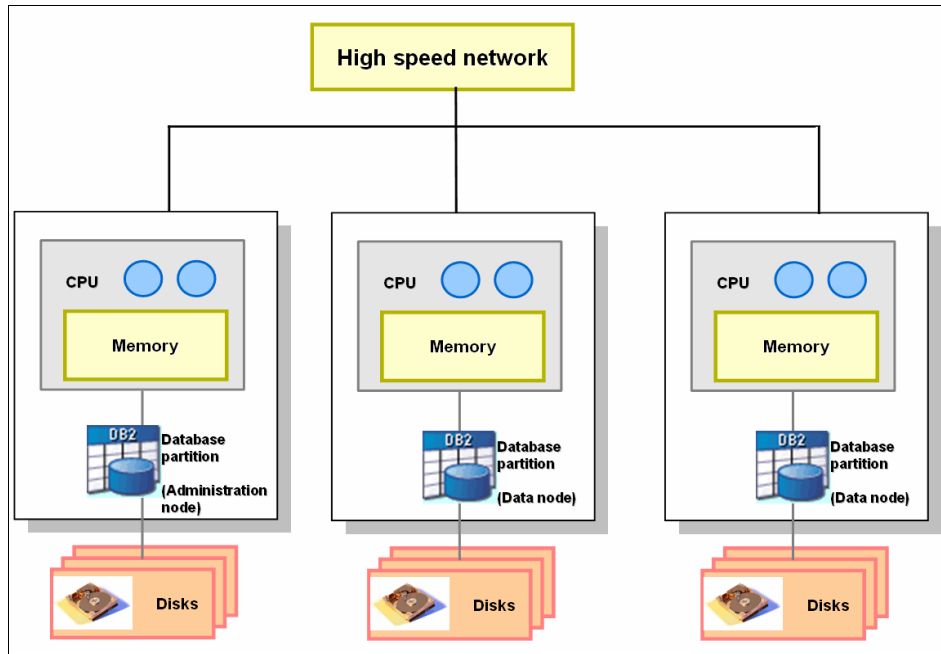 High speed network
CPU
Memory
DB2
Database
partition
(Administration
node)
Disks
CPU
Memory
DB2
Database
partition
(Data node)
Disks
CPU
Memory
DB2
Database
partition
(Data node)
Disks